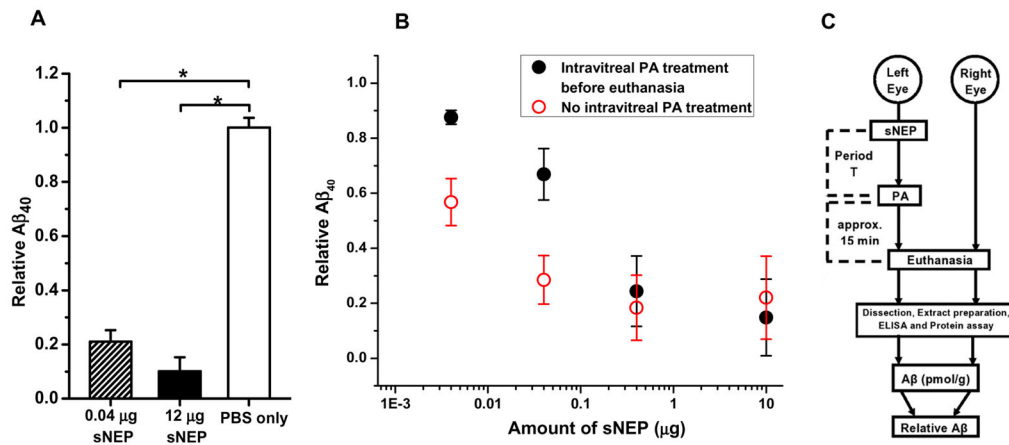 A
Relative Aβ40
1.2
1.0
0.8
0.6
0.4
0.2
0.0
*
*
0.04 µg
sNEP
12 µg
sNEP
PBS only
B
Relative Aβ40
1.0
0.8
0.6
0.4
0.2
0.0
Intravitreal PA treatment
before euthanasia
No intravitreal PA treatment
1E-3
0.01
0.1
1
10
Amount of sNEP (µg)
C
Left
Eye
Right
Eye
sNEP
Period
T
PA
approx.
15 min
Euthanasia
Dissection, Extract preparation,
ELISA and Protein assay
Aβ (pmol/g)
Relative Aβ